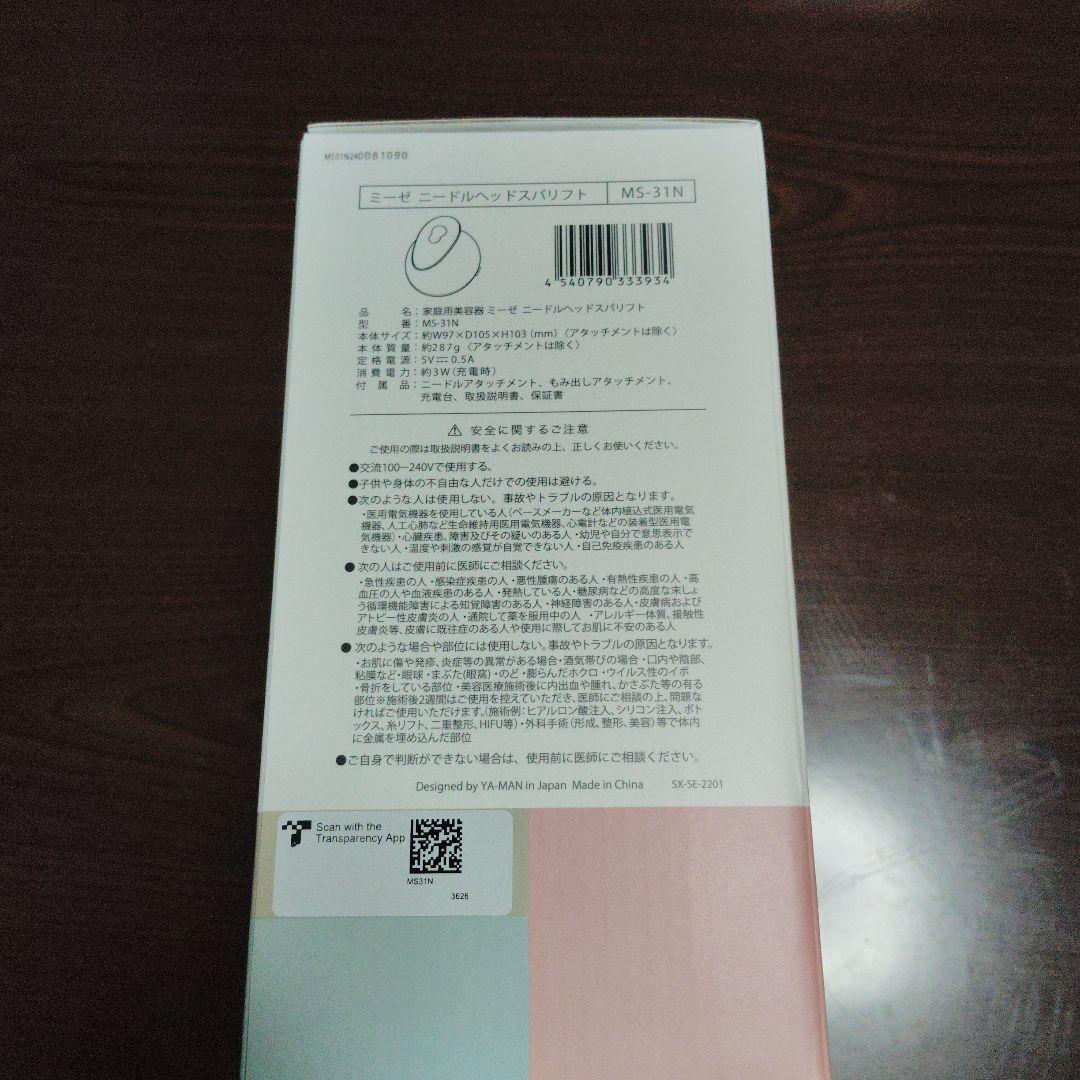 MS31N24D081090
ミーゼ ニードルヘッドスパリフト MS-31N
4 540790 333934
品名：家庭用美容器 ミーゼ ニードルヘッドスパリフト
型番：MS-31N
本体サイズ：約W97×D105×H103（mm）〈アタッチメントは除く〉
本体質量：約287g〈アタッチメントは除く〉
定格電源：5V⎓0.5A
消費電力：約3W（充電時）
付属品：ニードルアタッチメント、もみ出しアタッチメント、
充電台、取扱説明書、保証書
⚠ 安全に関するご注意
ご使用の際は取扱説明書をよくお読みの上、正しくお使いください。
●交流100−240Vで使用する。
●子供や身体の不自由な人だけでの使用は避ける。
●次のような人は使用しない。事故やトラブルの原因となります。
・医用電気機器を使用している人（ペースメーカーなど体内植込式医用電気
機器、人工心肺など生命維持用医用電気機器、心電計などの装着型医用電
気機器）・心臓疾患、障害及びその疑いのある人・幼児や自分で意思表示で
きない人・温度や刺激の感覚が自覚できない人・自己免疫疾患のある人
● 次の人はご使用前に医師にご相談ください。
・急性疾患の人・感染症疾患の人・悪性腫瘍のある人・有熱性疾患の人・高
血圧の人や血液疾患のある人・発熱している人・糖尿病などの高度な末しょ
う循環機能障害による知覚障害のある人・神経障害のある人・皮膚病および
アトピー性皮膚炎の人・通院して薬を服用中の人 ・アレルギー体質、接触性
皮膚炎等、皮膚に既往症のある人や使用に際してお肌に不安のある人
● 次のような場合や部位には使用しない。事故やトラブルの原因となります。
・お肌に傷や発疹、炎症等の異常がある場合・酒気帯びの場合・口内や陰部、
粘膜など・眼球・まぶた（眼窩）・のど・膨らんだホクロ・ウイルス性のイボ
・骨折をしている部位・美容医療施術後に内出血や腫れ、かさぶた等の有る
部位※施術後2週間はご使用を控えていただき、医師にご相談の上、問題な
ければご使用いただけます。（施術例：ヒアルロン酸注入、シリコン注入、ボト
ックス、糸リフト、二重整形、HIFU等）・外科手術（形成、整形、美容）等で体内
に金属を埋め込んだ部位
●ご自身で判断ができない場合は、使用前に医師にご相談ください。
Designed by YA-MAN in Japan Made in China SX-SE-2201
Scan with the
Transparency App
MS31N
3626